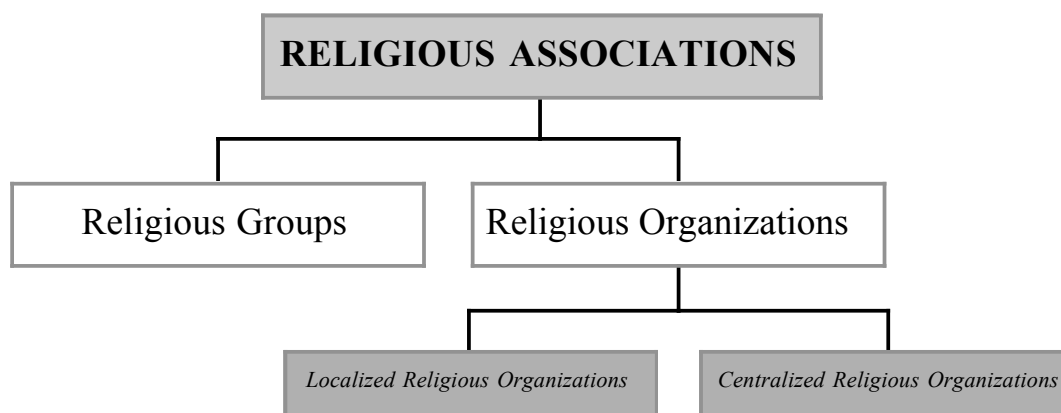 RELIGIOUS ASSOCIATIONS
Religious Groups
Religious Organizations
Localized Religious Organizations
Centralized Religious Organizations